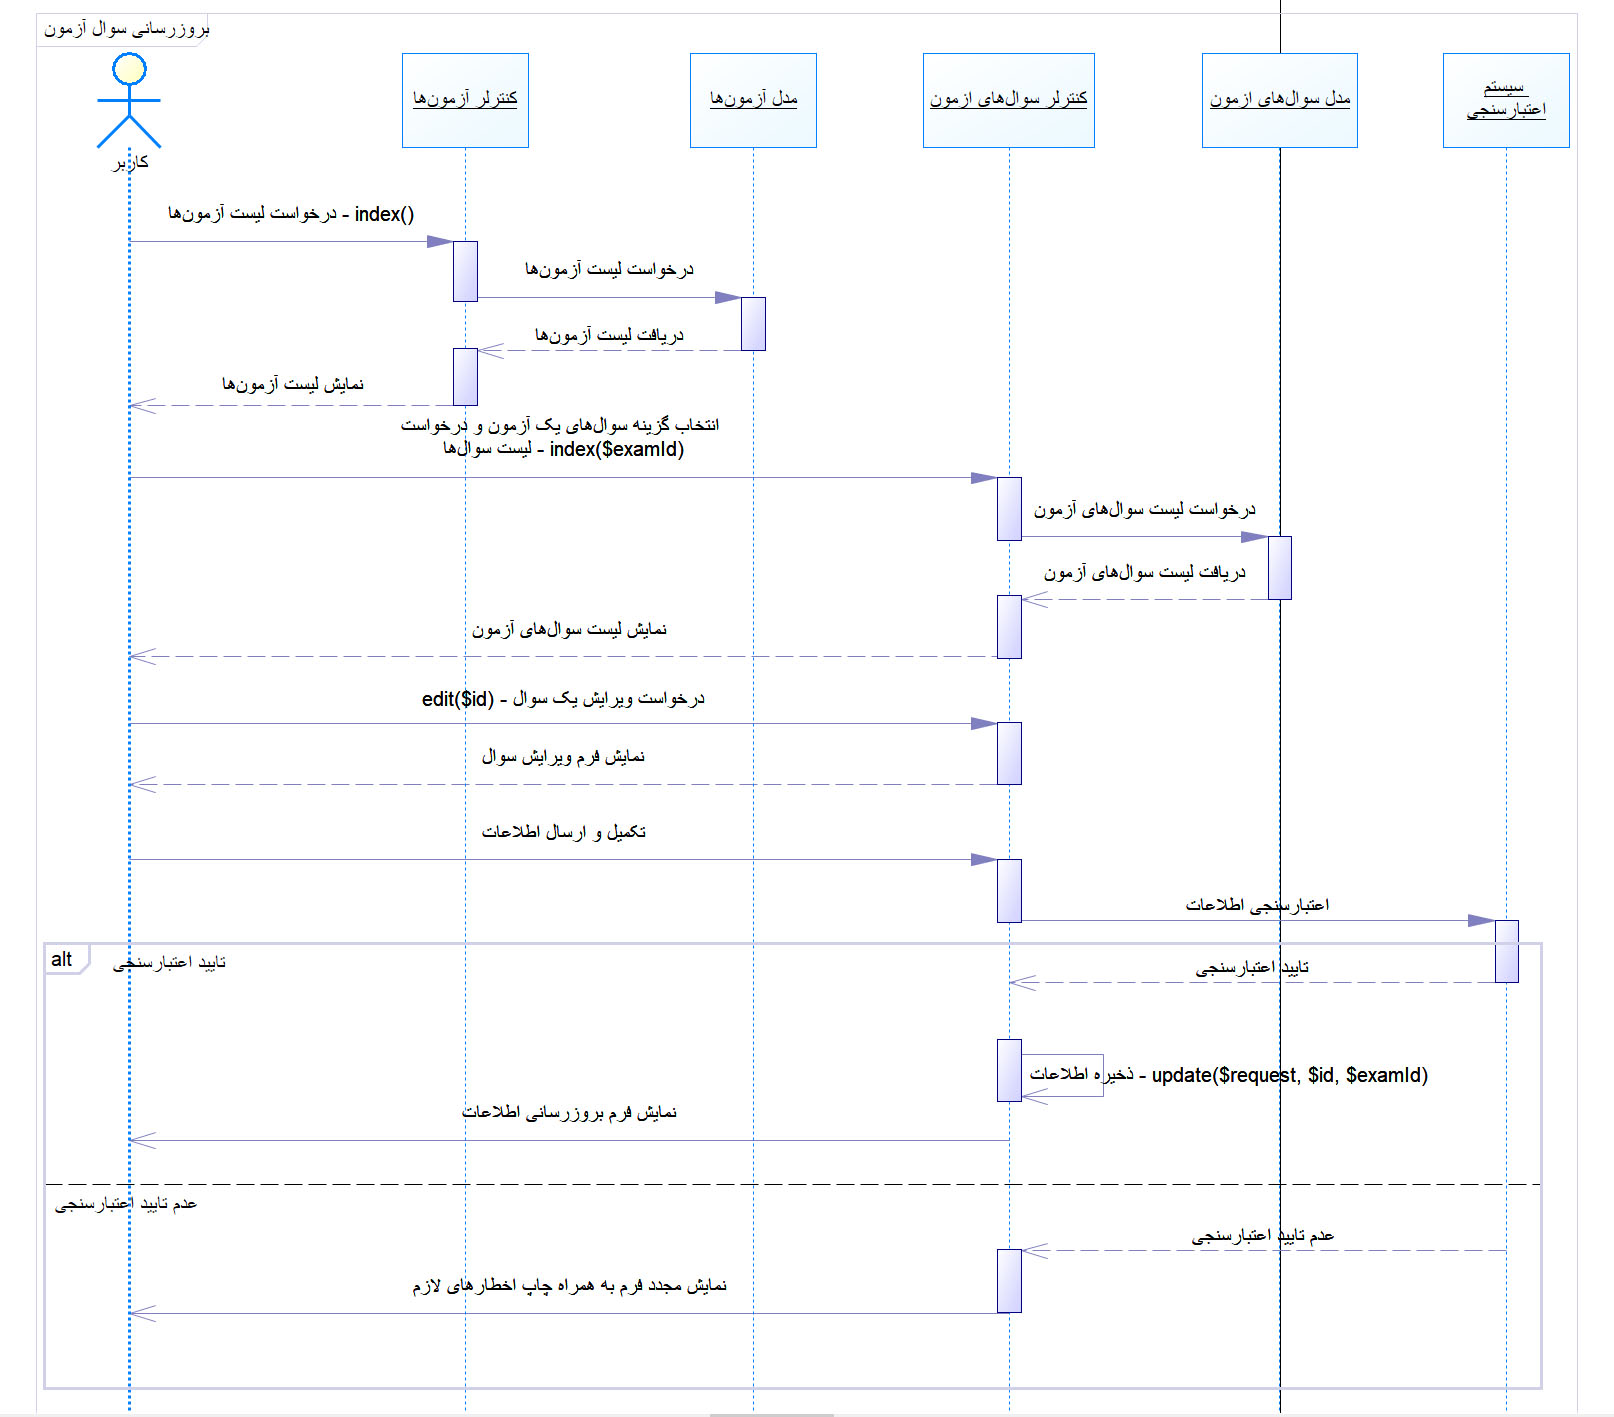 بروزرسانی سوال آزمون
کاربر
کنترلر آزمون‌ها
مدل آزمون‌ها
کنترلر سوال‌های ازمون
مدل سوال‌های ازمون
سیستم
اعتبارسنجی
درخواست لیست آزمون‌ها - index()
درخواست لیست آزمون‌ها
دریافت لیست آزمون‌ها
نمایش لیست آزمون‌ها
انتخاب گزینه سوال‌های یک آزمون و درخواست
لیست سوال‌ها - index($examId)
درخواست لیست سوال‌های آزمون
دریافت لیست سوال‌های آزمون
نمایش لیست سوال‌های آزمون
درخواست ویرایش یک سوال - edit($id)
نمایش فرم ویرایش سوال
تکمیل و ارسال اطلاعات
اعتبارسنجی اطلاعات
alt
تایید اعتبارسنجی
تایید اعتبارسنجی
ذخیره اطلاعات - update($request, $id, $examId)
نمایش فرم بروزرسانی اطلاعات
عدم تایید اعتبارسنجی
عدم تایید اعتبارسنجی
نمایش مجدد فرم به همراه چاپ اخطارهای لازم